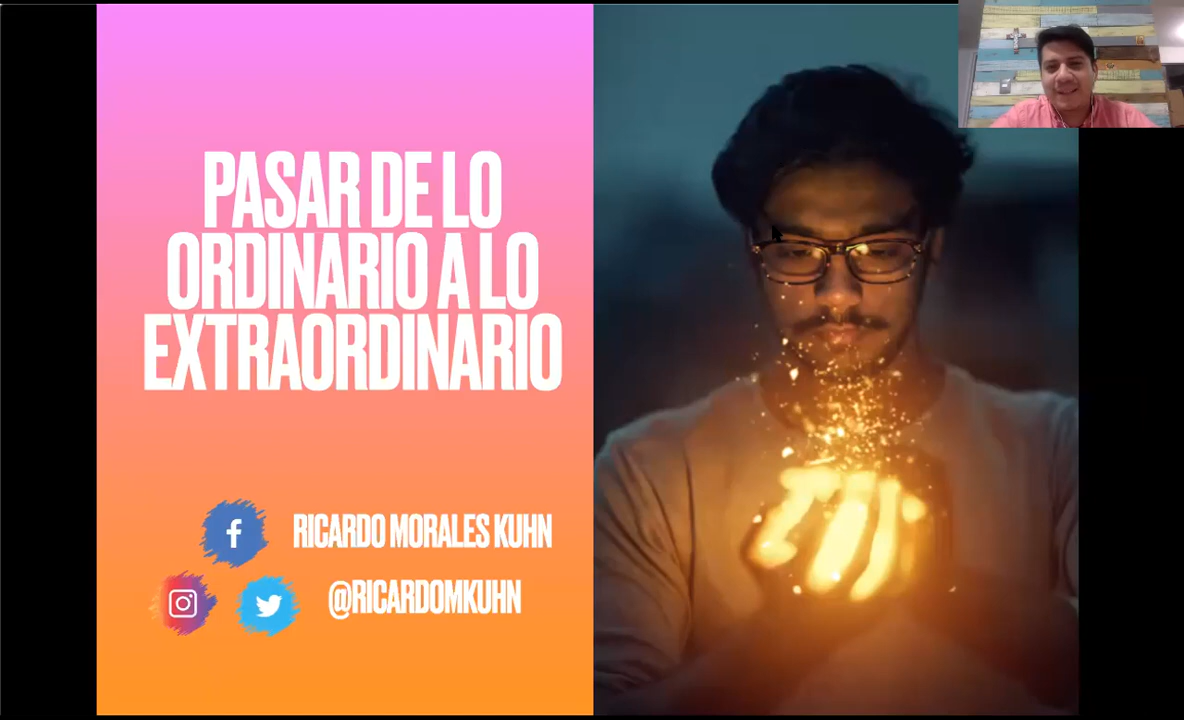 PASAR DE LO
ORDINARIO A LO
EXTRAORDINARIO
RICARDO MORALES KUHN
@RICARDOMKUHN